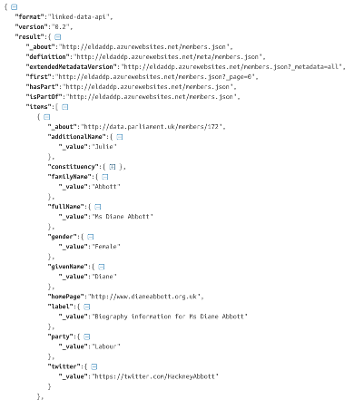 {
"format":"linked-data-api",
"version":"0.2",
"result":{
"_about":"http://eldaddp.azurewebsites.net/members.json",
"definition":"http://eldaddp.azurewebsites.net/meta/members.json",
"extendedMetadataVersion":"http://eldaddp.azurewebsites.net/members.json?_metadata=all",
"first":"http://eldaddp.azurewebsites.net/members.json?_page=0",
"hasPart":"http://eldaddp.azurewebsites.net/members.json",
"isPartOf":"http://eldaddp.azurewebsites.net/members.json",
"items":[
{
"_about":"http://data.parliament.uk/members/172",
"additionalName":{
"_value":"Julie"
},
"constituency":{ },
"familyName":{
"_value":"Abbott"
},
"fullName":{
"_value":"Ms Diane Abbott"
},
"gender":{
"_value":"Female"
},
"givenName":{
"_value":"Diane"
},
"homePage":"http://www.dianeabbott.org.uk",
"label":{
"_value":"Biography information for Ms Diane Abbott"
},
"party":{
"_value":"Labour"
},
"twitter":{
"_value":"https://twitter.com/HackneyAbbott"
}
},